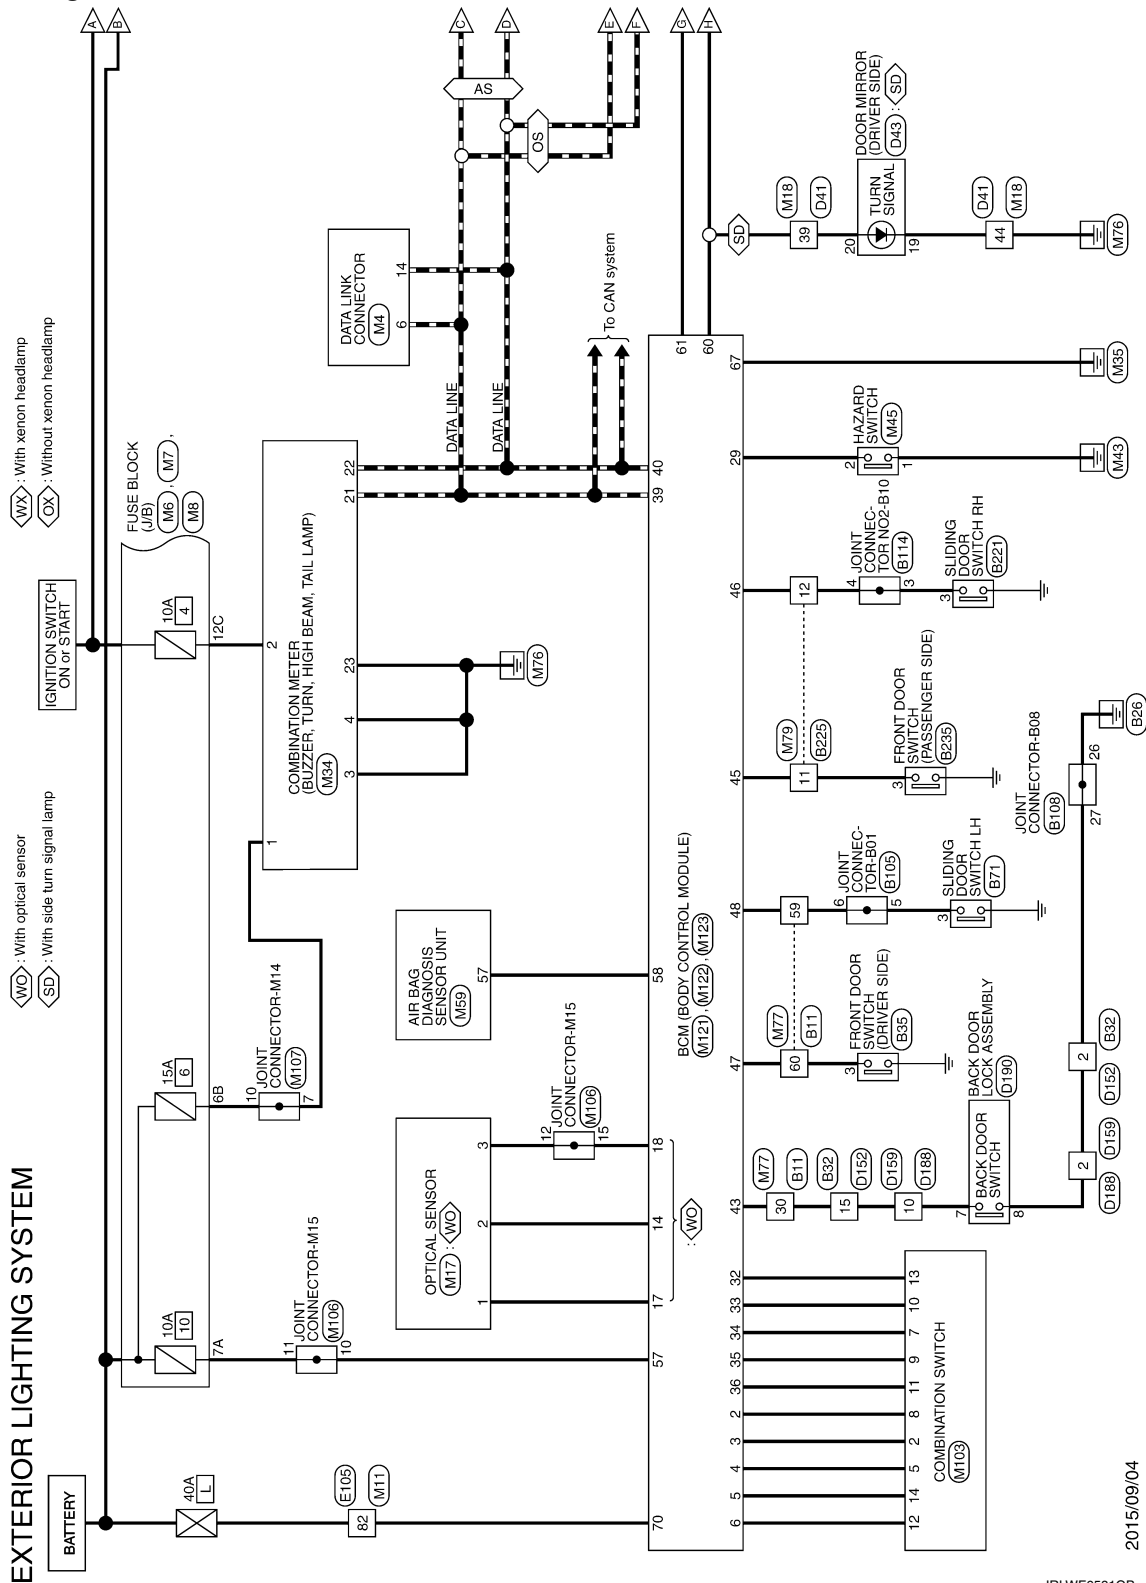 EXTERIOR LIGHTING SYSTEM
BATTERY
IGNITION SWITCH
ON or START
WO : With optical sensor
SD : With side turn signal lamp
WX : With xenon headlamp
OX : Without xenon headlamp
A
B
C
D
E
F
G
H
40A
L
E105
M11
82
70
10A
10
7A
11
JOINT
CONNECTOR-M15
M106
10
57
15A
6
6B
10
JOINT
CONNECTOR-M14
M107
7
10A
4
12C
FUSE BLOCK
(J/B)
M6 , M7 ,
M8
1
2
COMBINATION METER
(BUZZER, TURN, HIGH BEAM, TAIL LAMP)
M34
3
4
23
21
22
M76
OPTICAL SENSOR
M17 : WO
1
2
3
12
JOINT
CONNECTOR-M15
M106
15
17
14
18
: WO
AIR BAG
DIAGNOSIS
SENSOR UNIT
M59
57
58
DATA LINK
CONNECTOR
M4
6
14
DATA LINE
DATA LINE
AS
OS
To CAN system
39
40
BCM (BODY CONTROL MODULE)
M121 , M122 , M123
61
60
6
5
4
3
2
36
35
34
33
32
12
14
5
2
8
11
9
7
10
13
COMBINATION SWITCH
M103
43
M77
30
B11
B32
15
D152
D159
10
D188
7
BACK DOOR
SWITCH
8
BACK DOOR
LOCK ASSEMBLY
D190
D188
2
D159
D152
2
B32
27
JOINT
CONNECTOR-B08
B108
26
B26
47
M77
60
B11
FRONT DOOR
SWITCH
(DRIVER SIDE)
B35
3
48
59
6
JOINT
CONNEC-
TOR-B01
B105
5
SLIDING
DOOR
SWITCH LH
B71
3
45
M79
11
B225
FRONT DOOR
SWITCH
(PASSENGER SIDE)
B235
3
46
12
4
JOINT
CONNEC-
TOR NO2-B10
B114
3
SLIDING
DOOR
SWITCH RH
B221
3
29
2
HAZARD
SWITCH
M45
1
M43
67
M35
SD
M18
39
D41
20
TURN
SIGNAL
19
DOOR MIRROR
(DRIVER SIDE)
D43 : SD
D41
44
M18
M76
2015/09/04